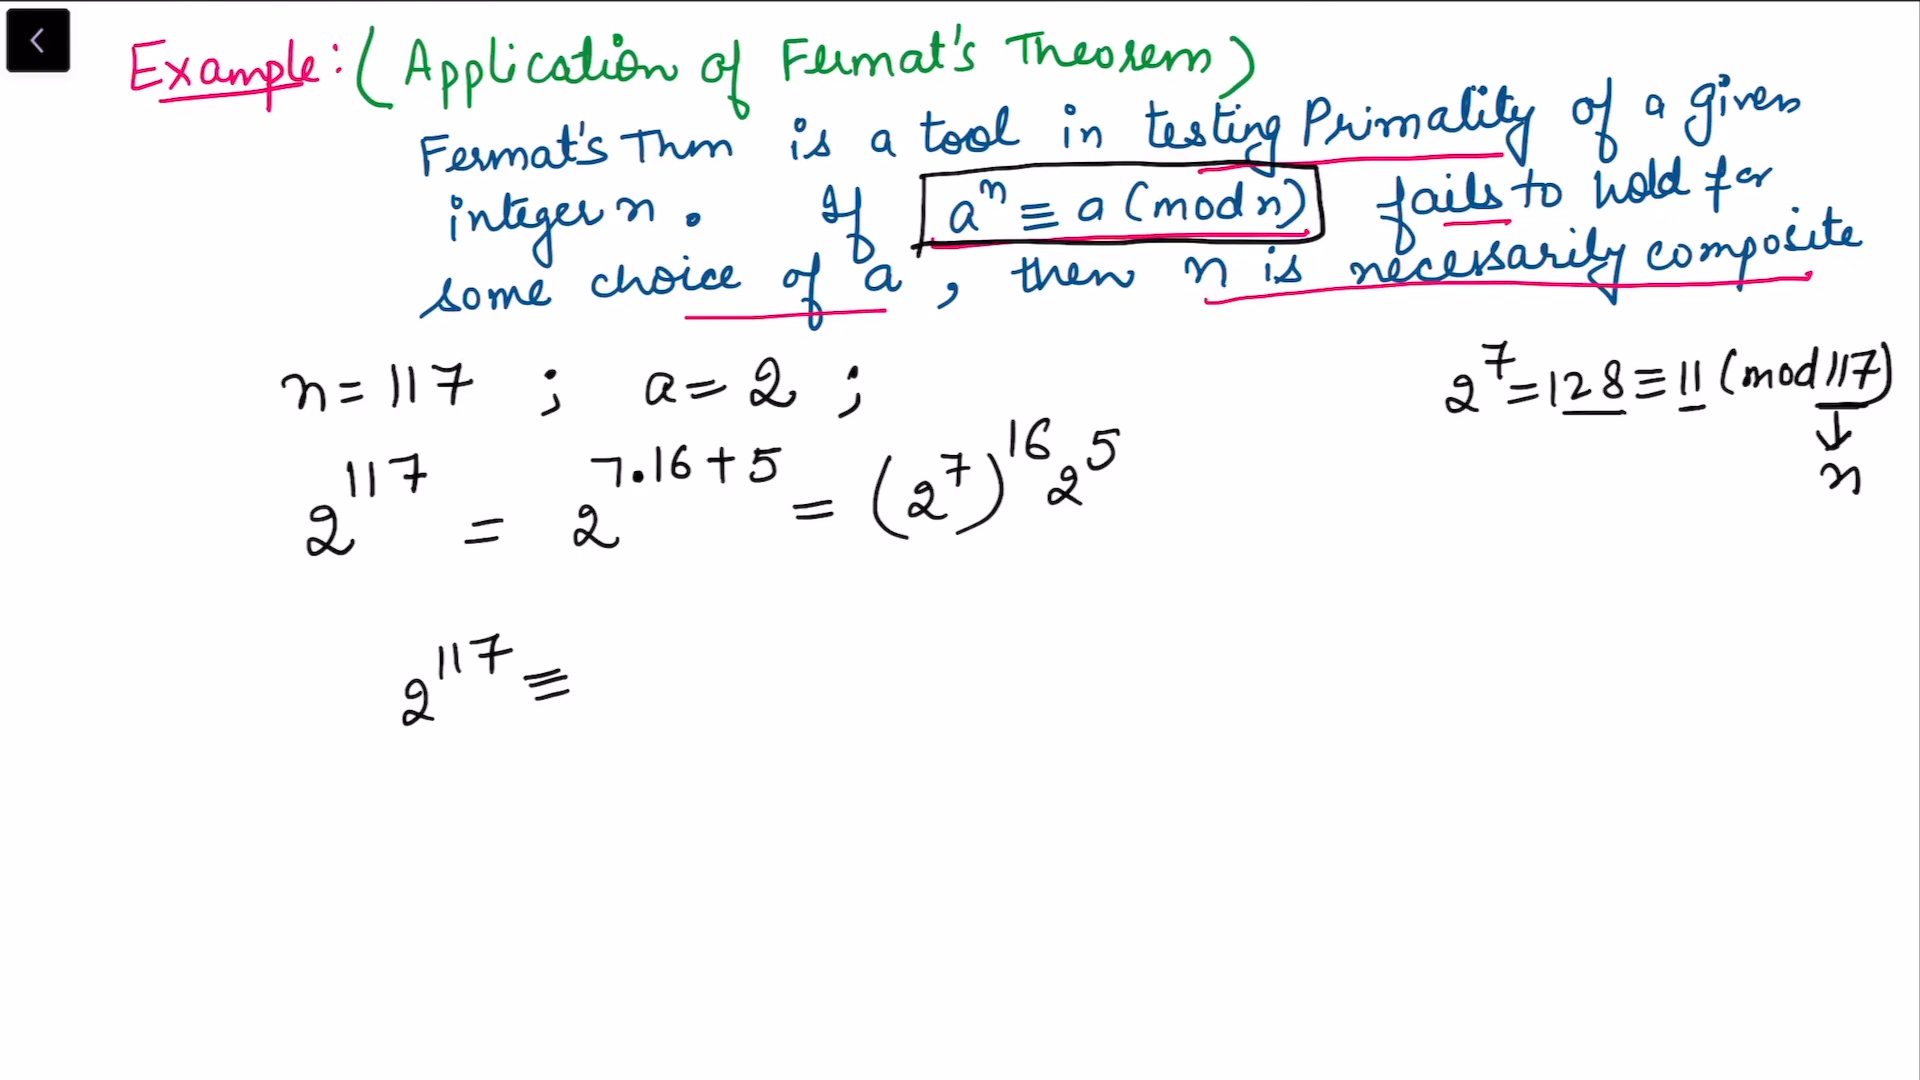 Example: (Application of Fermat's Theorem)
Fermat's Thm is a tool in testing Primality of a given
integer n. If a^n ≡ a (mod n) fails to hold for
some choice of a, then n is necessarily composite
n = 117 ; a = 2 ;
2^7 = 128 ≡ 11 (mod 117)
↓
n
2^117 = 2^(7.16+5) = (2^7)^16 2^5
2^117 ≡